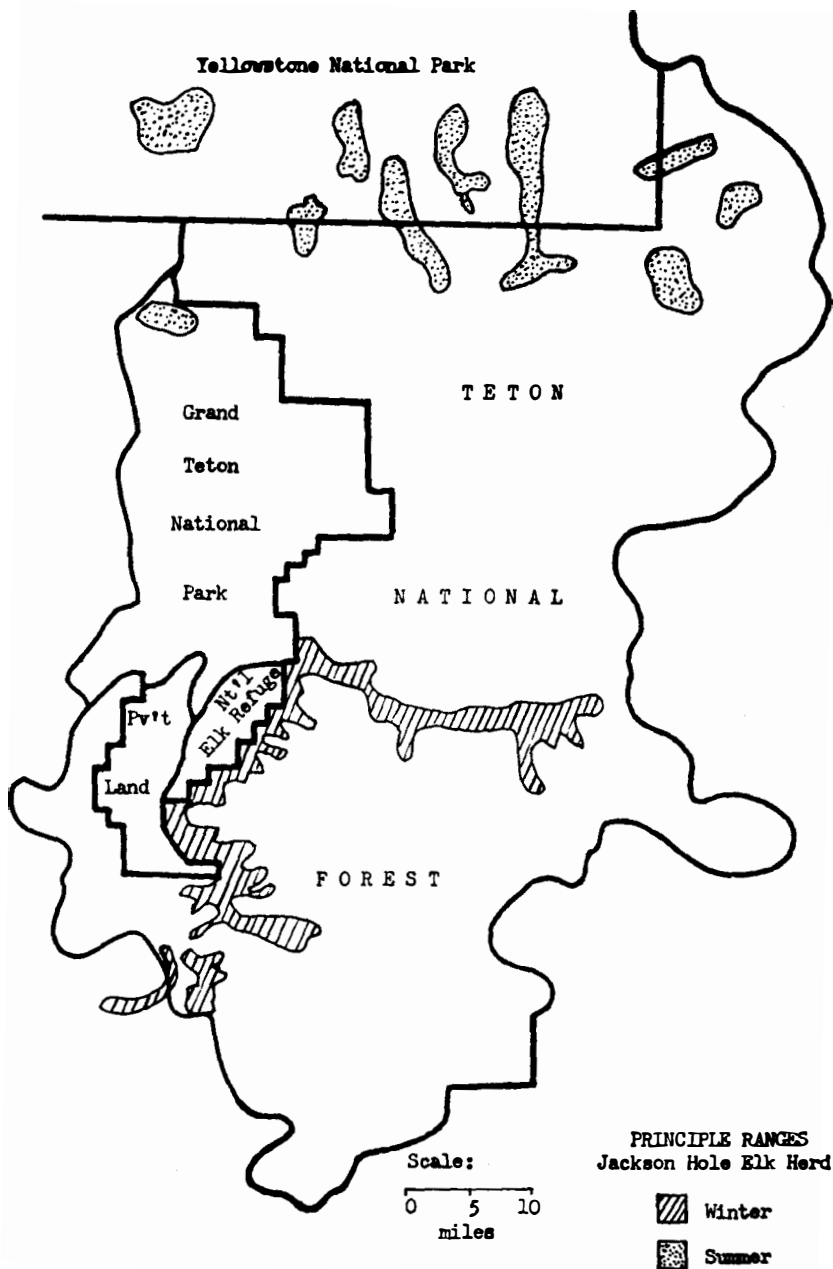 Yellowstone National Park
TETON
Grand
Teton
National
Park
NATIONAL
Nt'l
Elk Refuge
Pv't
Land
FOREST
PRINCIPLE RANGES
Jackson Hole Elk Herd
Scale:
0 5 10
miles
Winter
Summer